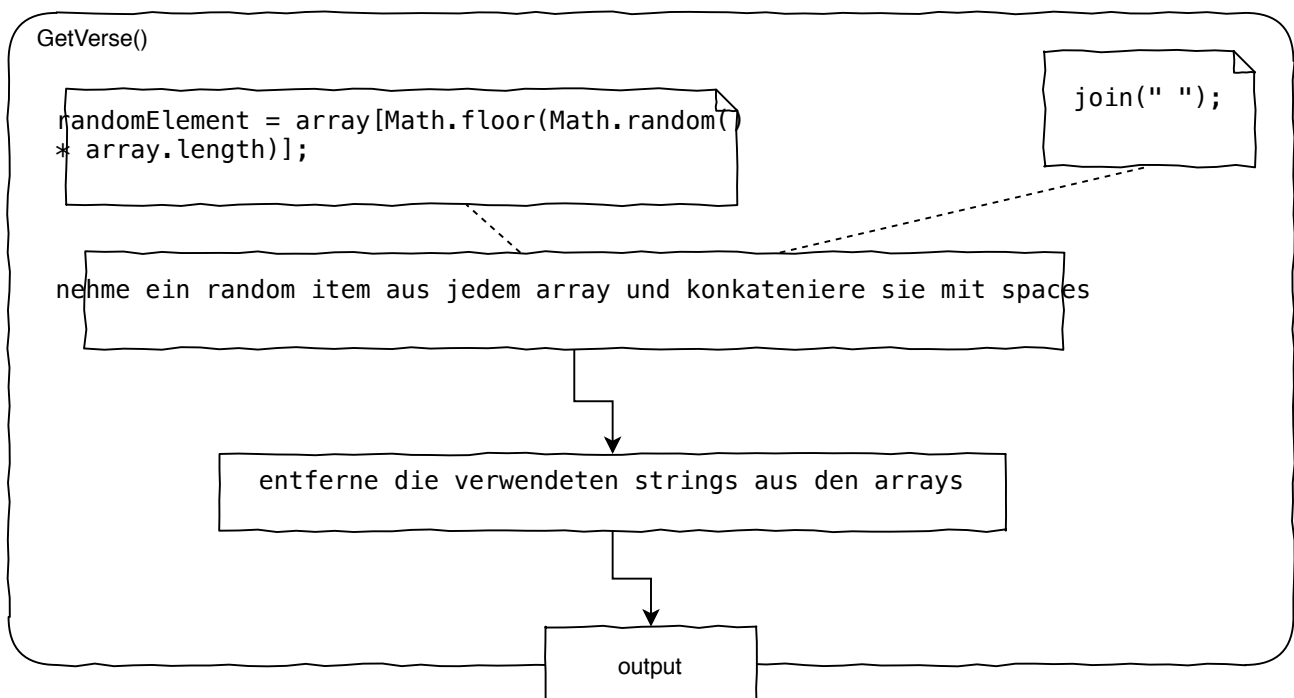 GetVerse()
randomElement = array[Math.floor(Math.random()
* array.length)];
join(" ");
nehme ein random item aus jedem array und konkateniere sie mit spaces
entferne die verwendeten strings aus den arrays
output